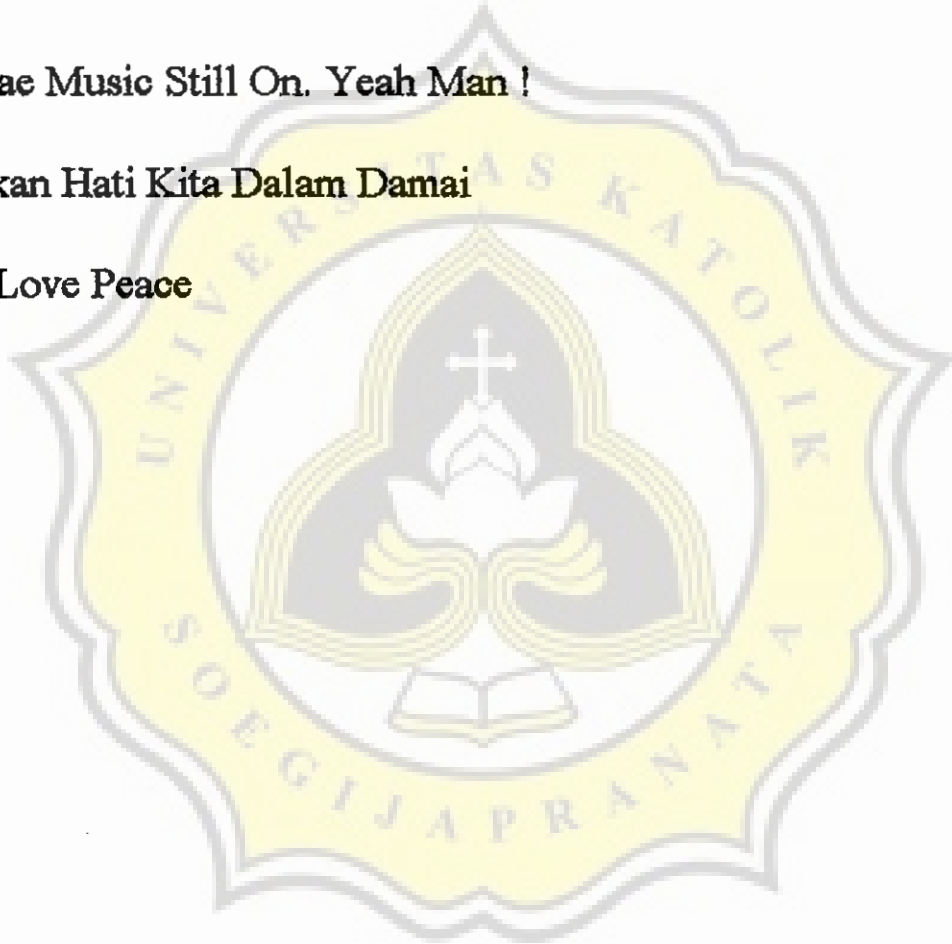 ae Music Still On. Yeah Man !
kan Hati Kita Dalam Damai
Love Peace
UNIVERSITAS KATOLIK
SOEGIJAPRANATA